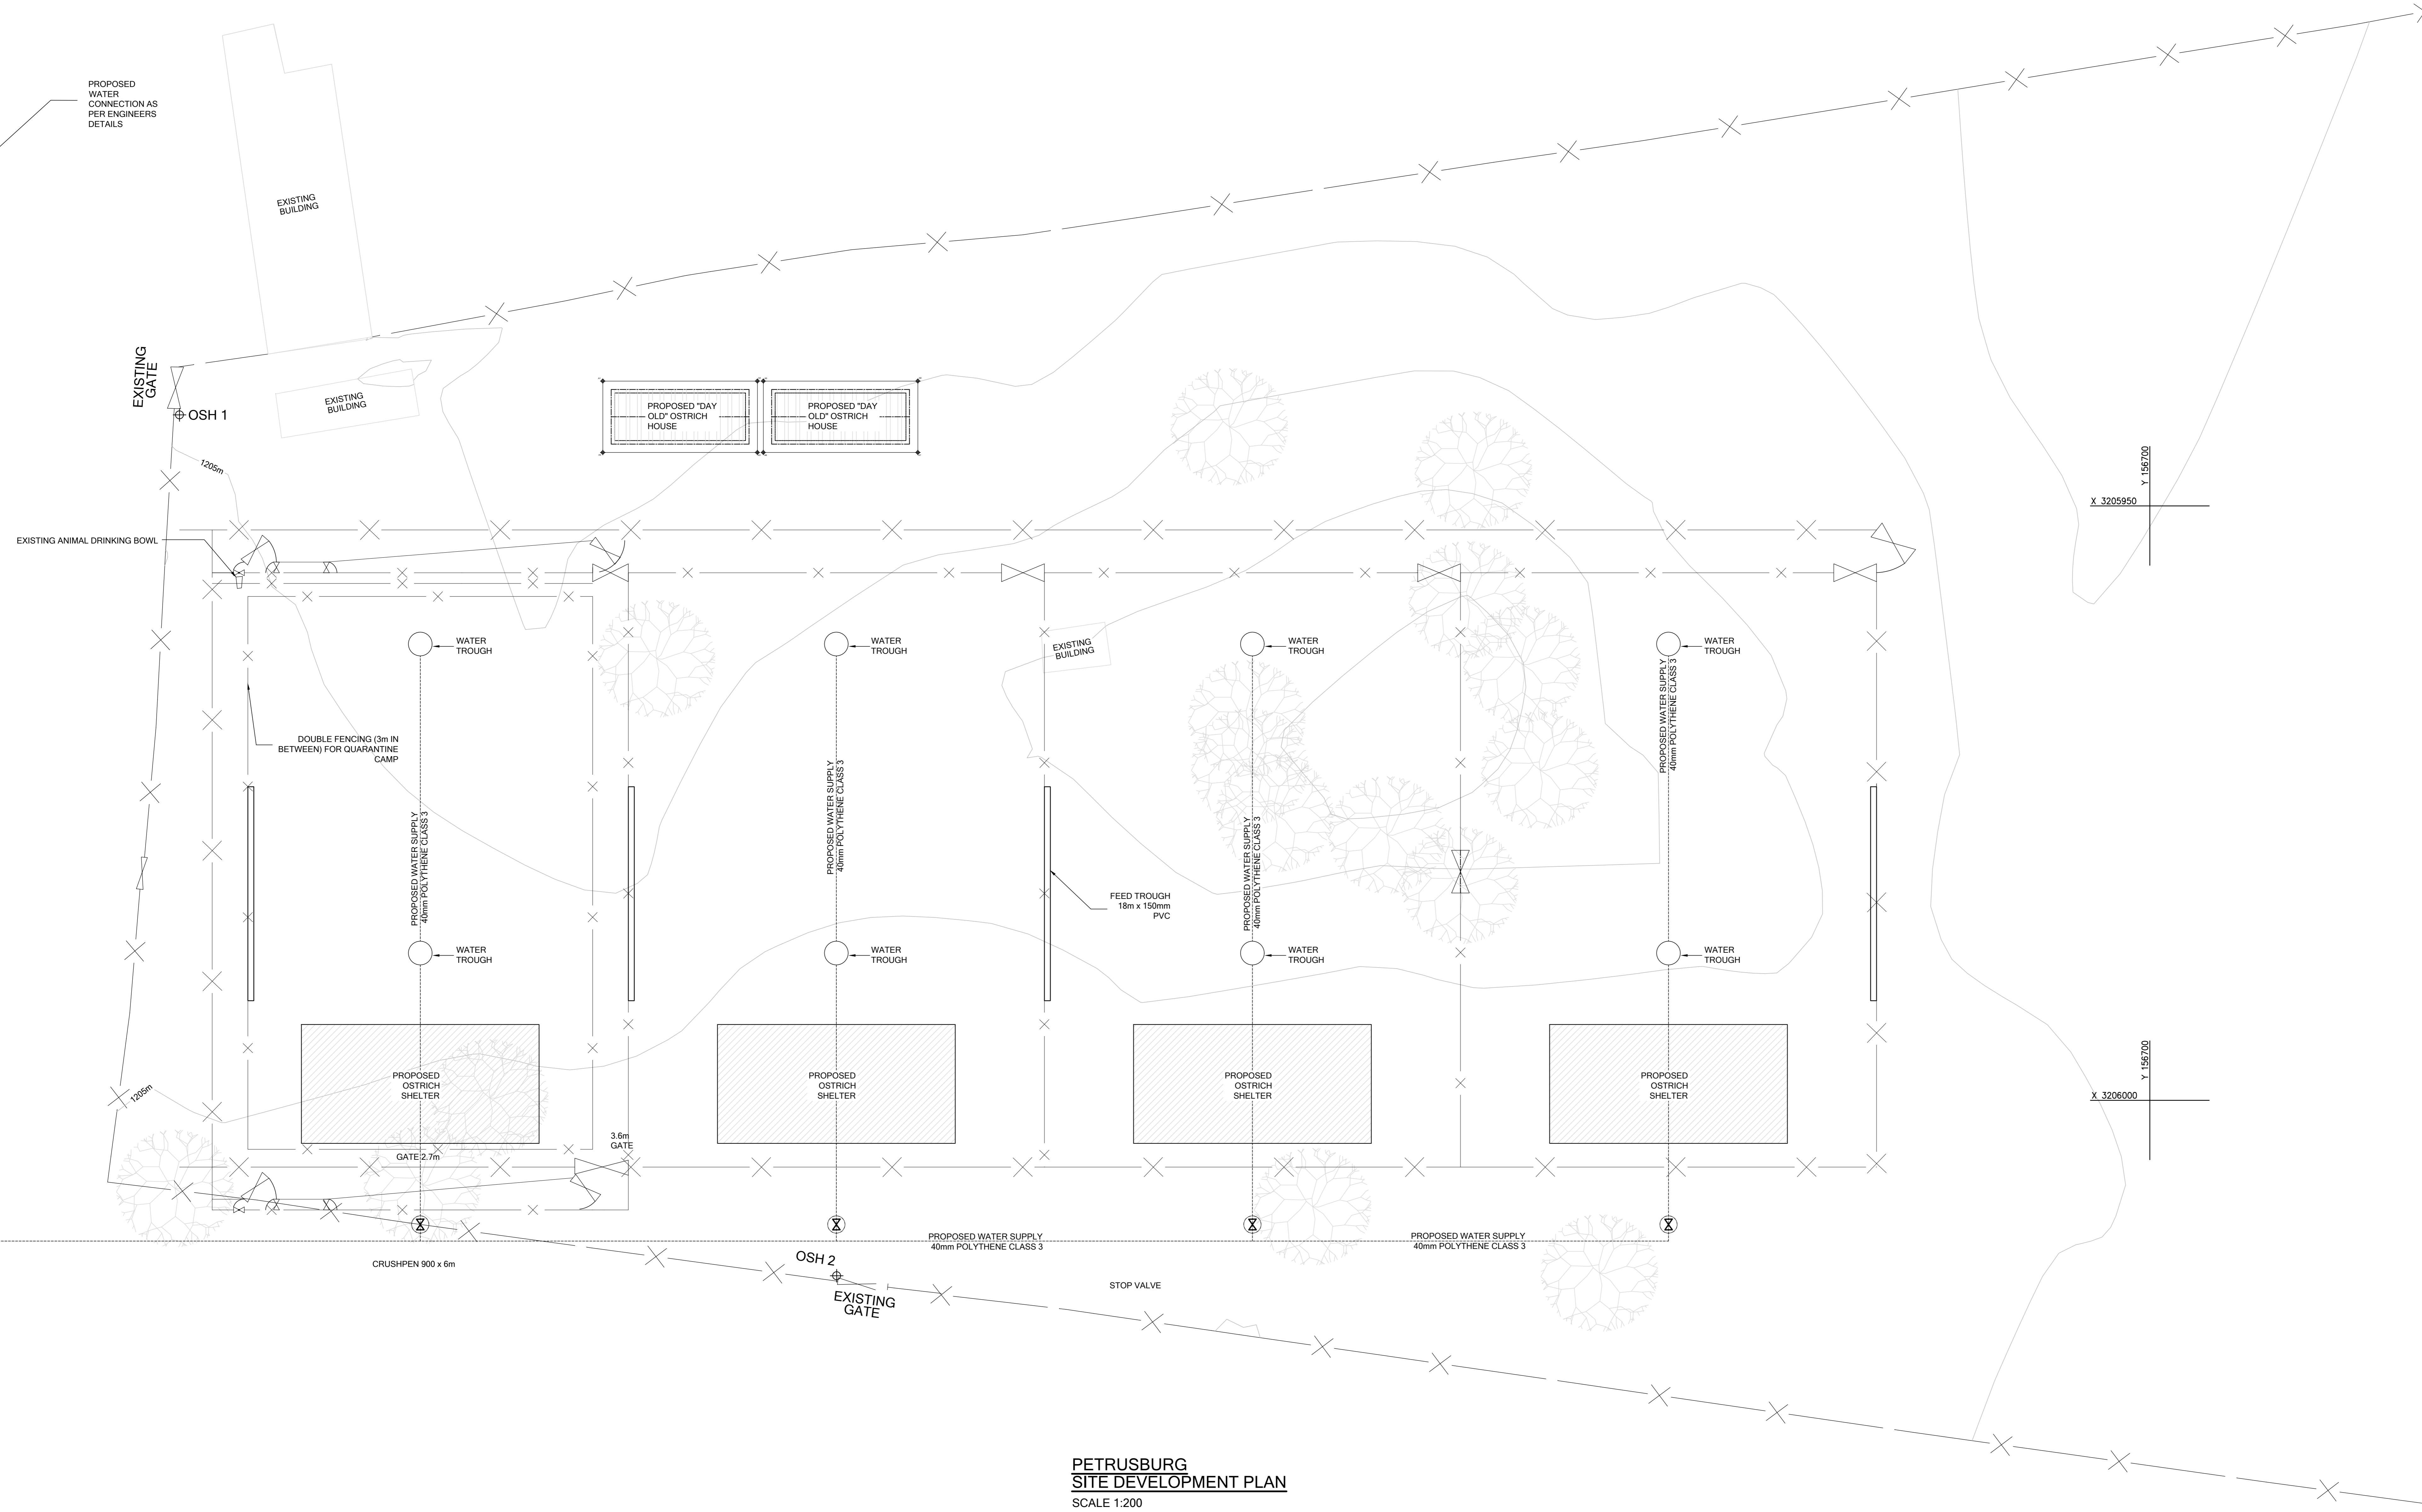 PROPOSED
WATER
CONNECTION AS
PER ENGINEERS
DETAILS
EXISTING
BUILDING
EXISTING
GATE
OSH 1
EXISTING
BUILDING
PROPOSED "DAY
OLD" OSTRICH
HOUSE
PROPOSED "DAY
OLD" OSTRICH
HOUSE
1205m
Y 156700
X 3205950
EXISTING ANIMAL DRINKING BOWL
WATER
TROUGH
WATER
TROUGH
EXISTING
BUILDING
WATER
TROUGH
WATER
TROUGH
DOUBLE FENCING (3m IN
BETWEEN) FOR QUARANTINE
CAMP
PROPOSED WATER SUPPLY
40mm POLYTHENE CLASS 3
PROPOSED WATER SUPPLY
40mm POLYTHENE CLASS 3
PROPOSED WATER SUPPLY
40mm POLYTHENE CLASS 3
PROPOSED WATER SUPPLY
40mm POLYTHENE CLASS 3
FEED TROUGH
18m x 150mm
PVC
WATER
TROUGH
WATER
TROUGH
WATER
TROUGH
WATER
TROUGH
PROPOSED
OSTRICH
SHELTER
PROPOSED
OSTRICH
SHELTER
PROPOSED
OSTRICH
SHELTER
PROPOSED
OSTRICH
SHELTER
1205m
Y 156700
X 3206000
3.6m
GATE
GATE 2.7m
PROPOSED WATER SUPPLY
40mm POLYTHENE CLASS 3
PROPOSED WATER SUPPLY
40mm POLYTHENE CLASS 3
CRUSHPEN 900 x 6m
OSH 2
EXISTING
GATE
STOP VALVE
PETRUSBURG
SITE DEVELOPMENT PLAN
SCALE 1:200